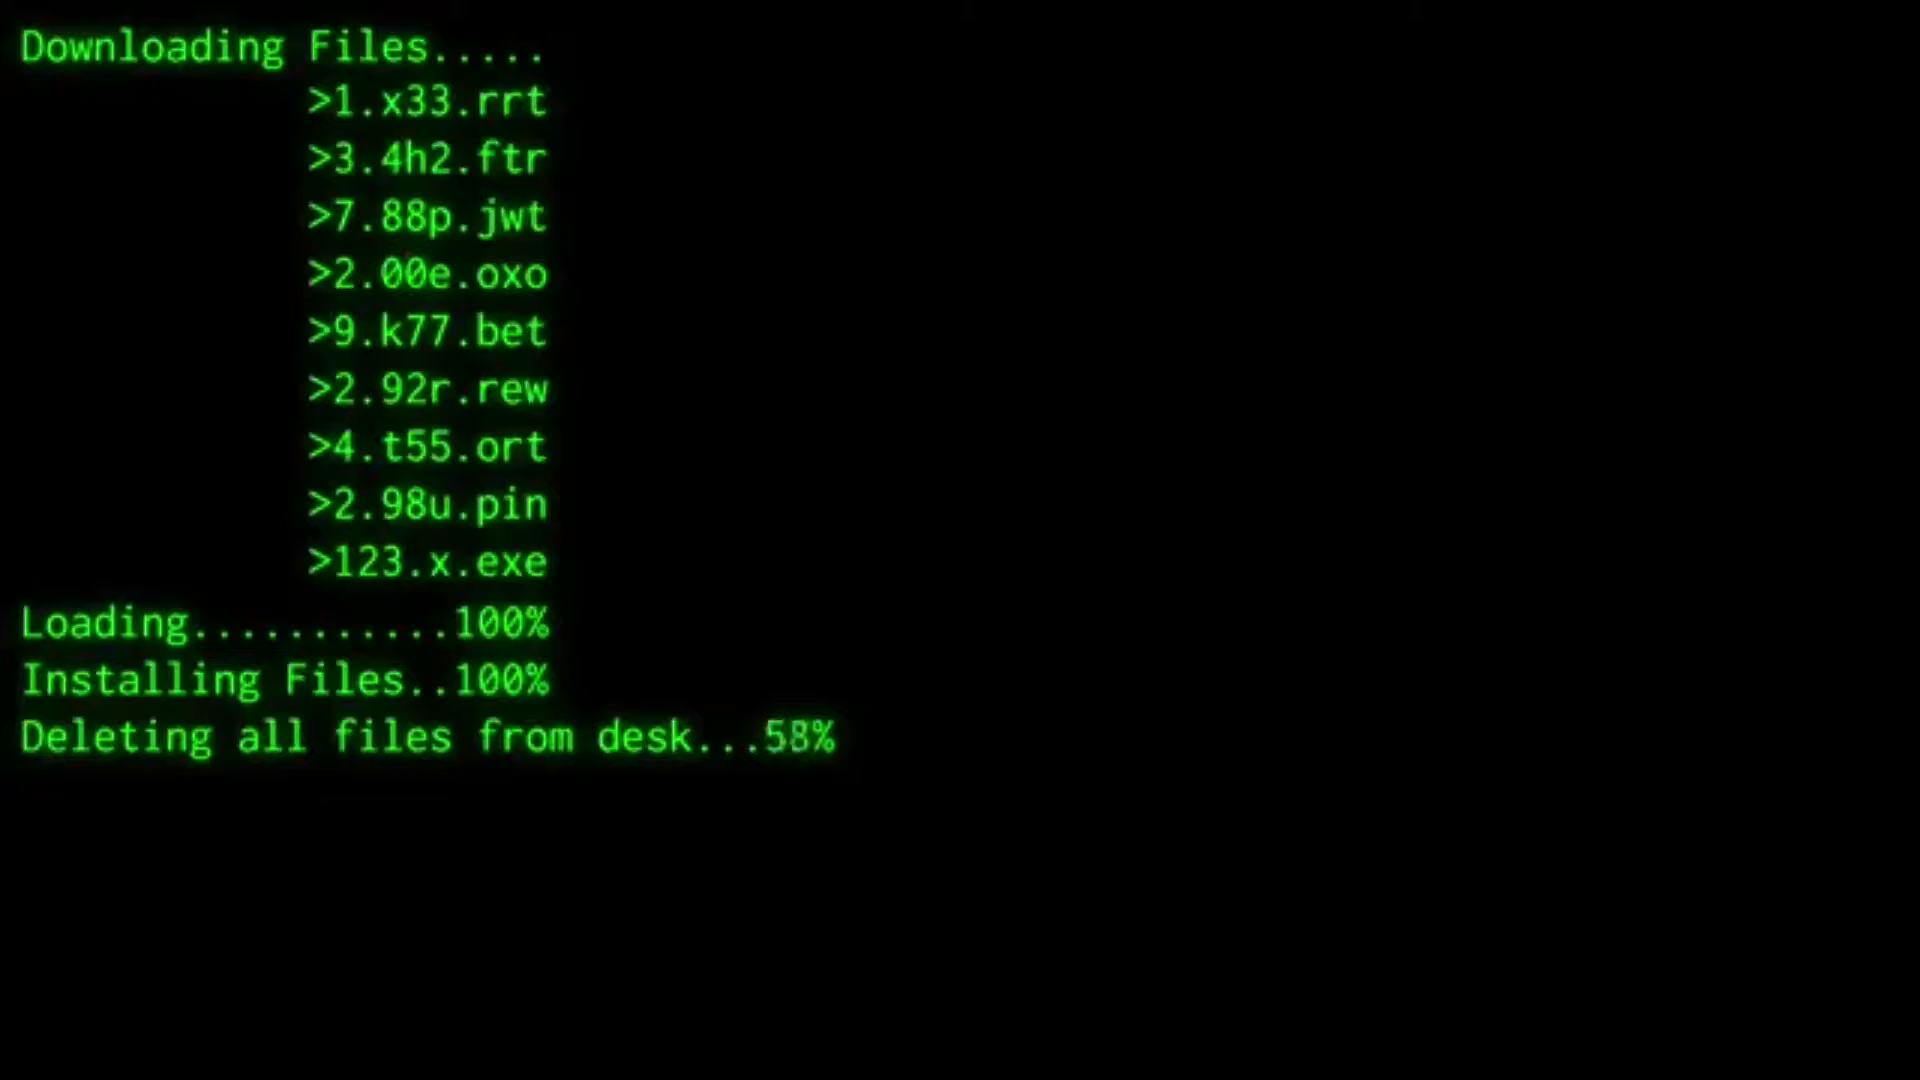 Downloading Files.....
>1.x33.rrt
>3.4h2.ftr
>7.88p.jwt
>2.00e.oxo
>9.k77.bet
>2.92r.rew
>4.t55.ort
>2.98u.pin
>123.x.exe
Loading...........100%
Installing Files..100%
Deleting all files from desk...58%